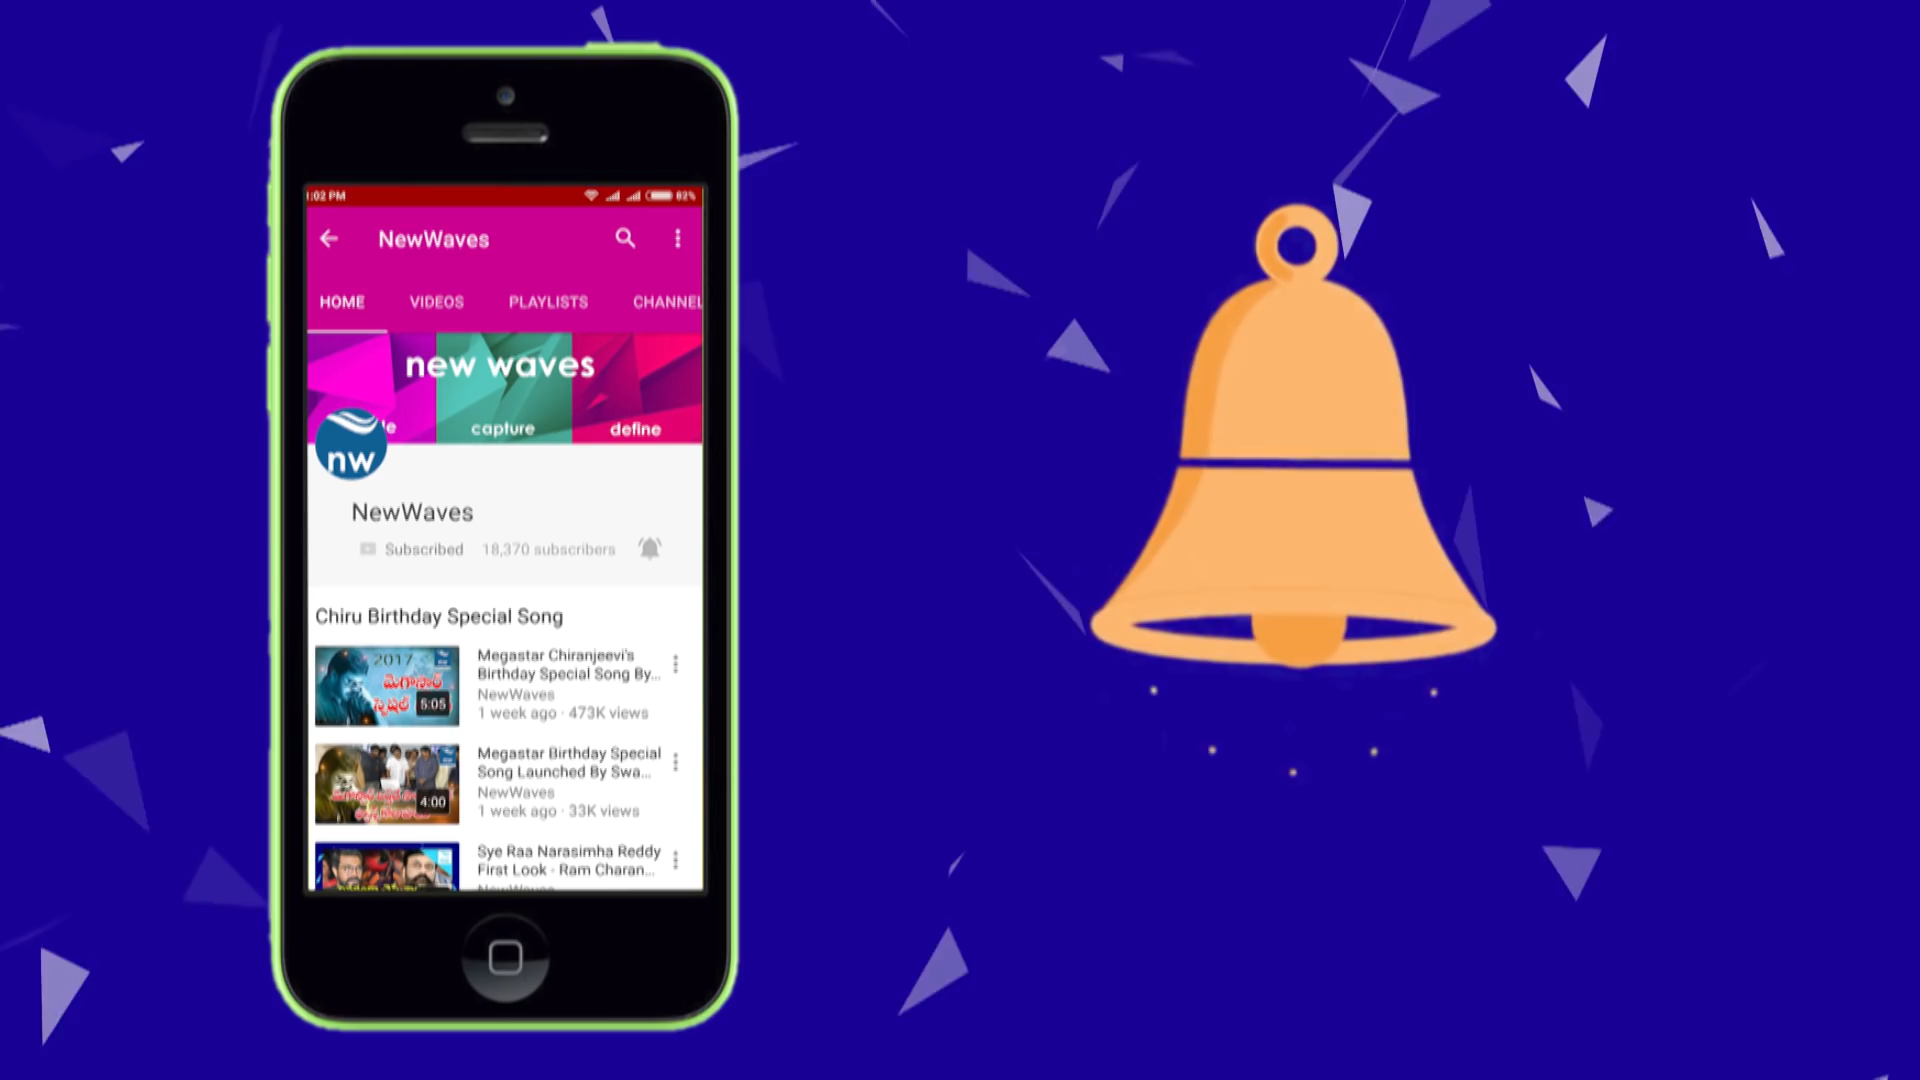 1:02 PM
82%
NewWaves
HOME VIDEOS PLAYLISTS CHANNEL
new waves
capture define
nw
NewWaves
Subscribed 18,370 subscribers
Chiru Birthday Special Song
2017
మెగాస్టార్
స్పెషల్
5:05
Megastar Chiranjeevi's
Birthday Special Song By...
NewWaves
1 week ago · 473K views
4:00
Megastar Birthday Special
Song Launched By Swa...
NewWaves
1 week ago · 33K views
Sye Raa Narasimha Reddy
First Look - Ram Charan...
NewWaves